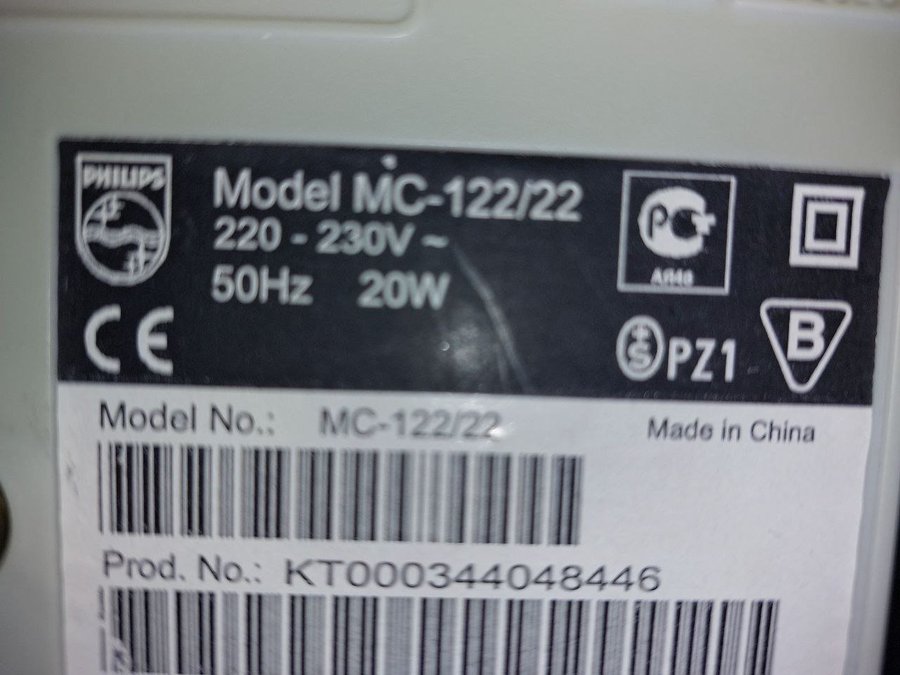 PHILIPS
Model MC-122/22
220 - 230V ~
50Hz 20W
CE
S
PZ1
B
Model No.: MC-122/22
Made in China
Prod. No.: KT000344048446